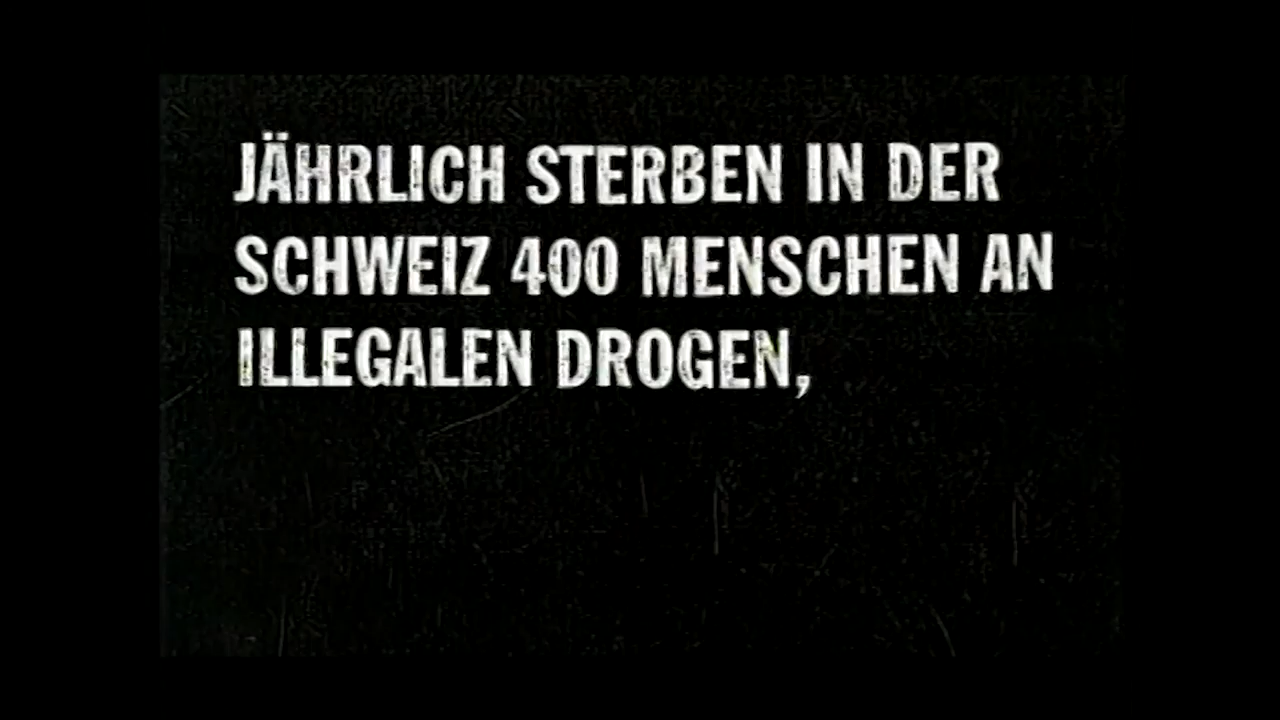 JÄHRLICH STERBEN IN DER
SCHWEIZ 400 MENSCHEN AN
ILLEGALEN DROGEN,